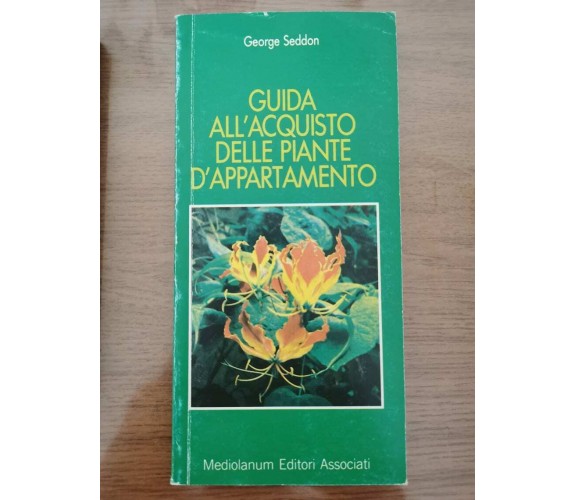 George Seddon
GUIDA
ALL'ACQUISTO
DELLE PIANTE
D'APPARTAMENTO
Mediolanum Editori Associati